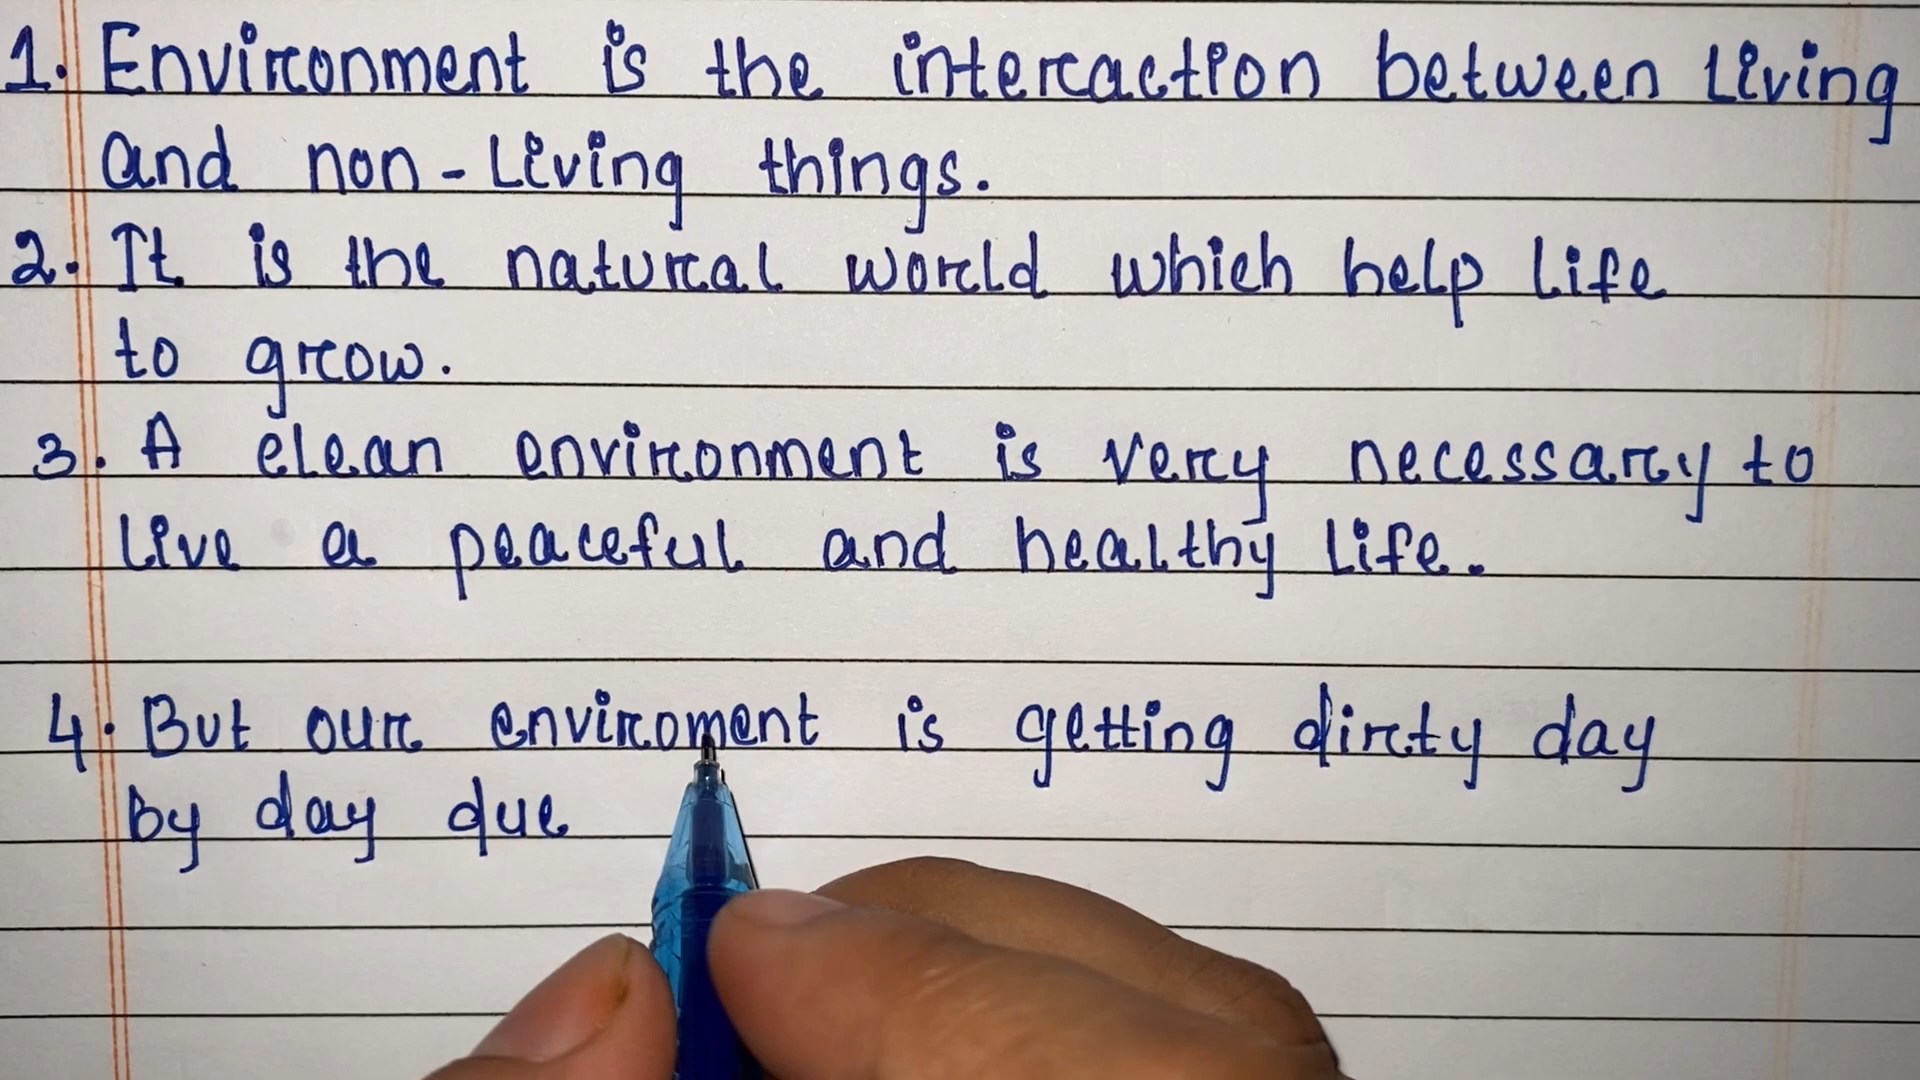 1. Environment is the interaction between Living
and non-Living things.
2. It is the natural world which help Life
to grow.
3. A clean environment is very necessary to
Live a peaceful and healthy Life.
4. But our enviroment is getting dirty day
by day due